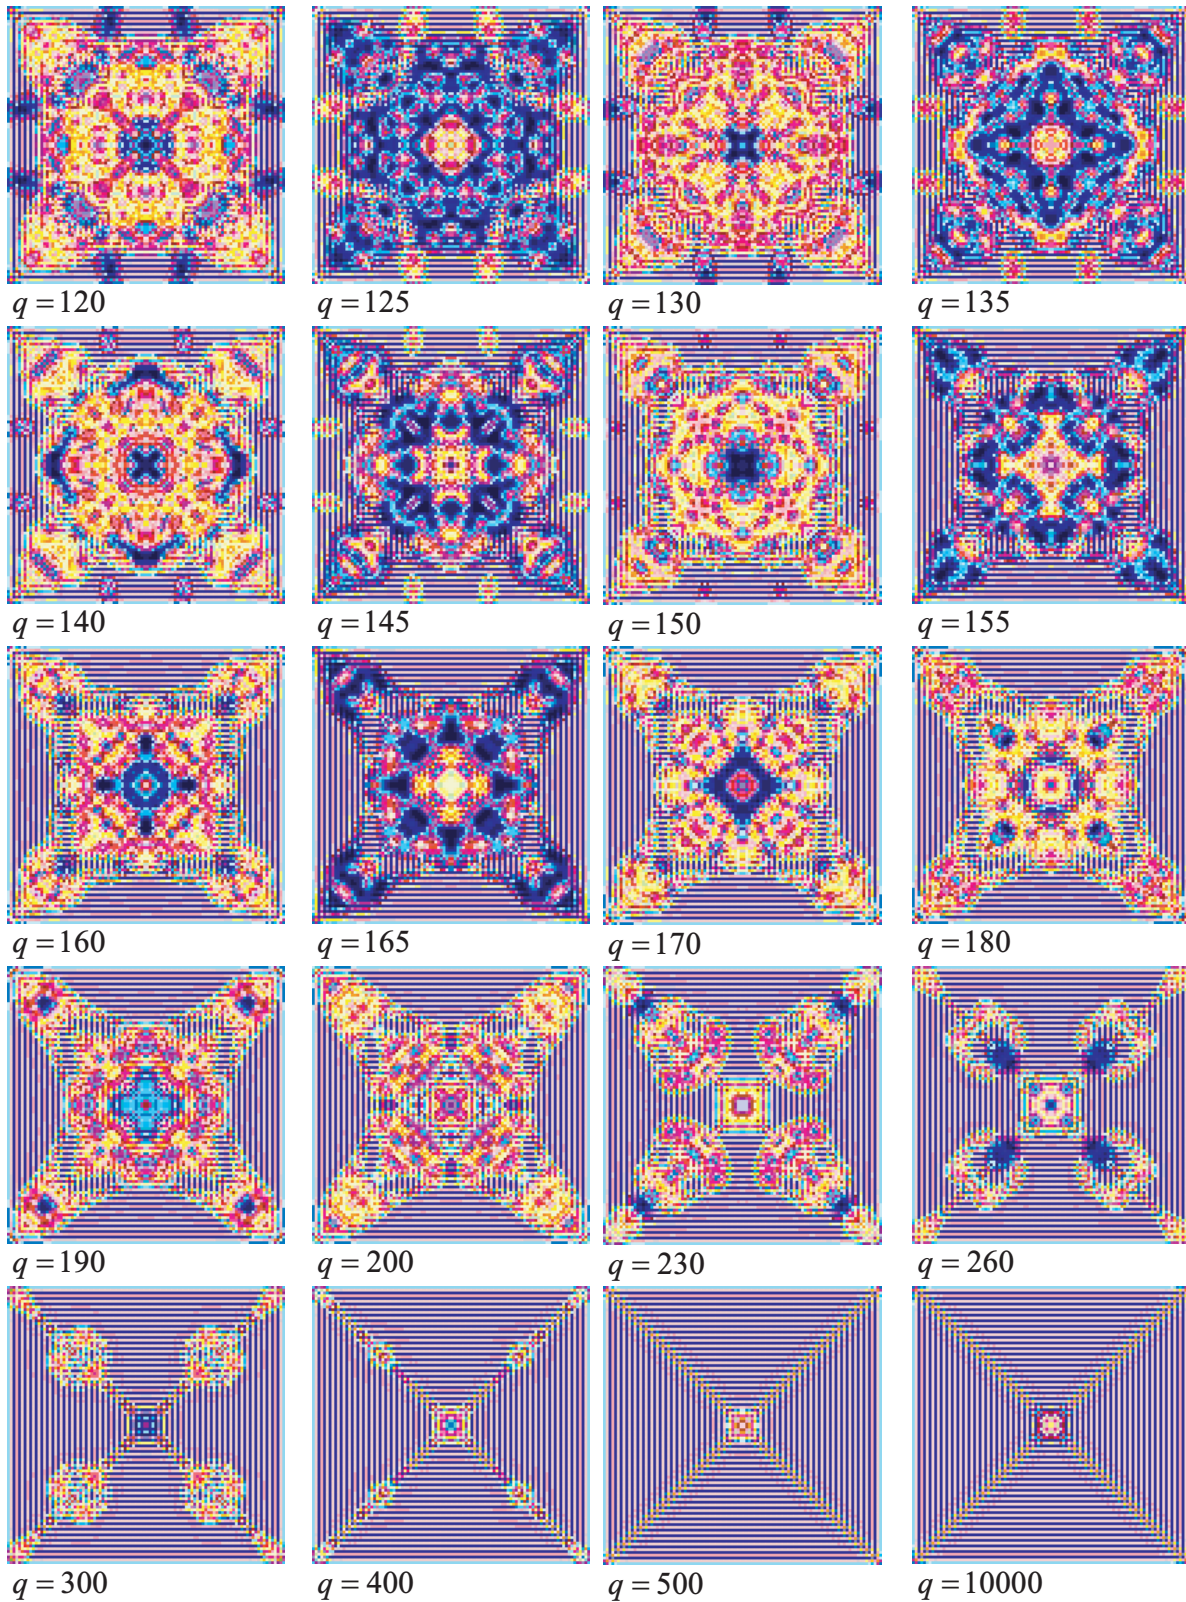 q = 120 q = 125 q = 130 q = 135
q = 140 q = 145 q = 150 q = 155
q = 160 q = 165 q = 170 q = 180
q = 190 q = 200 q = 230 q = 260
q = 300 q = 400 q = 500 q = 10000